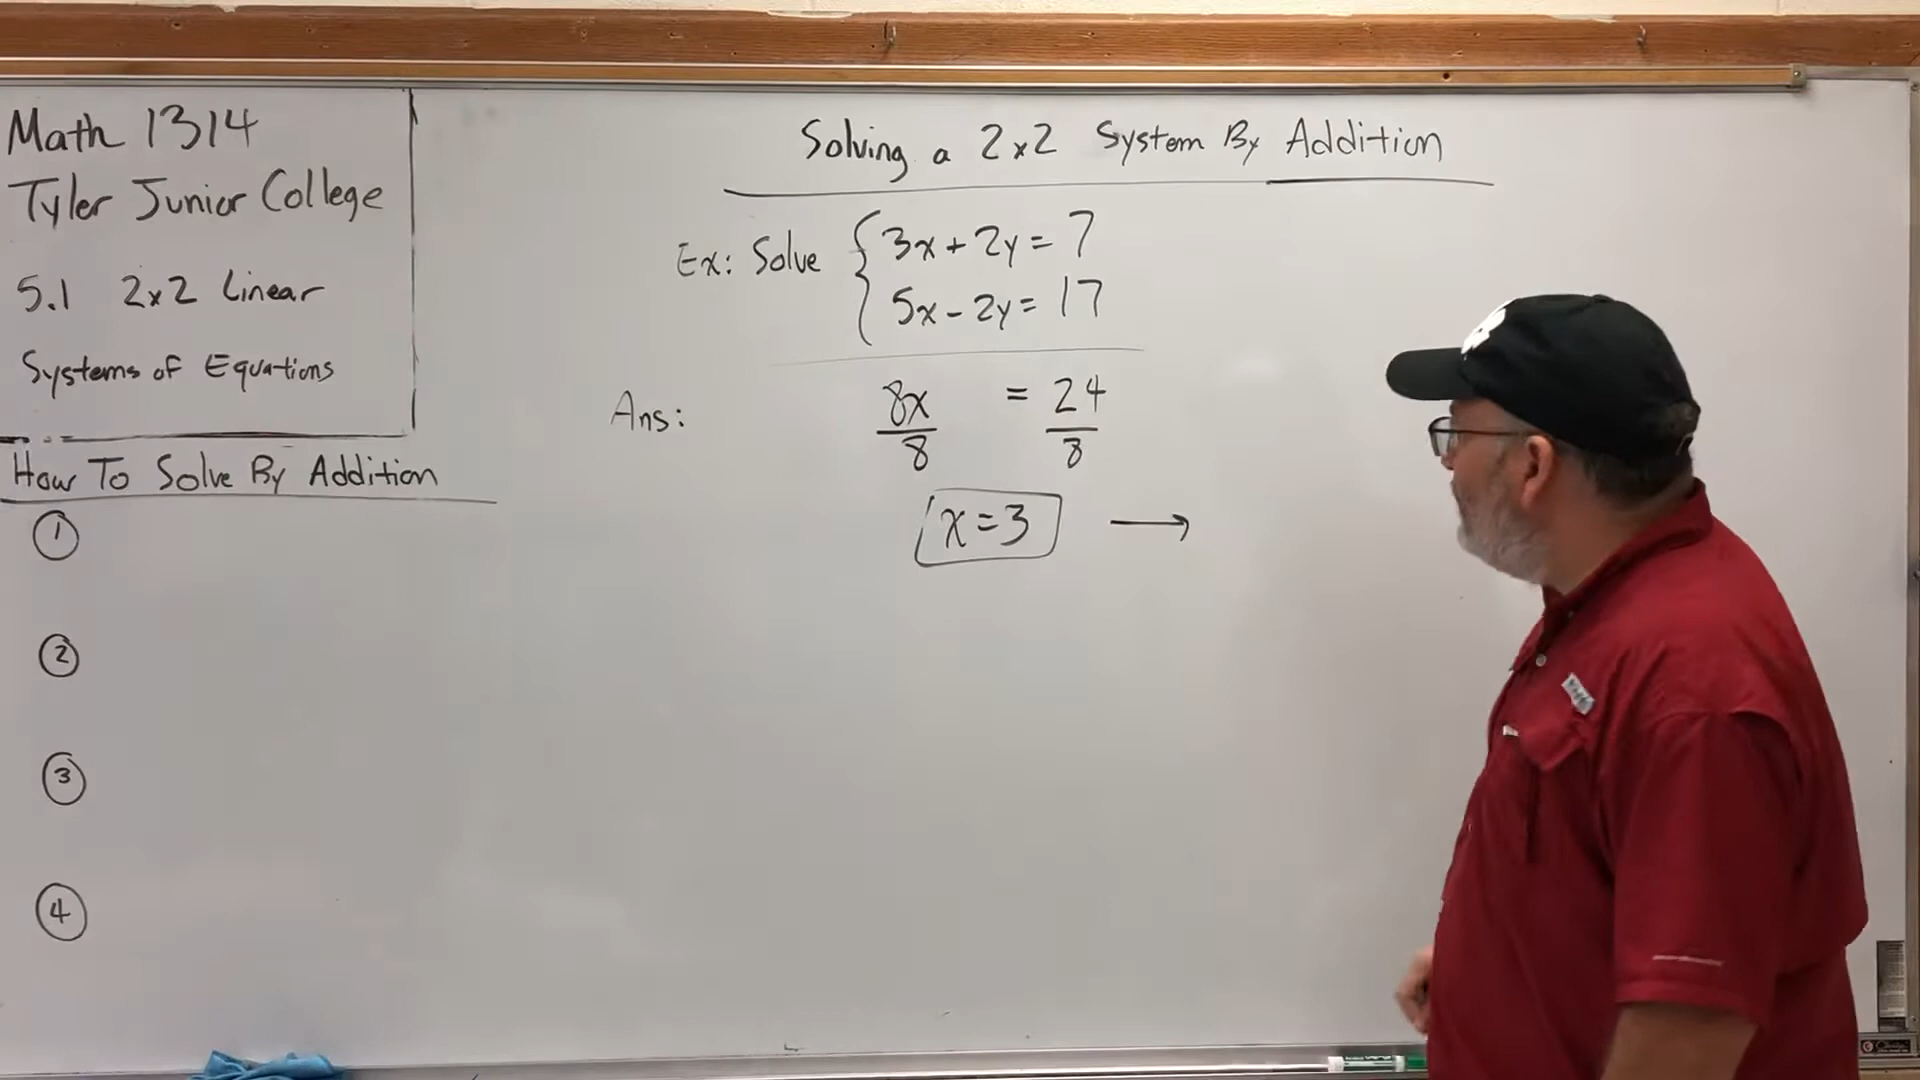 Math 1314
Tyler Junior College
5.1 2x2 Linear
Systems of Equations
How To Solve By Addition
①
②
③
④
Solving a 2x2 System By Addition
Ex: Solve { 3x + 2y = 7
5x - 2y = 17
Ans: 8x/8 = 24/8
x = 3 →